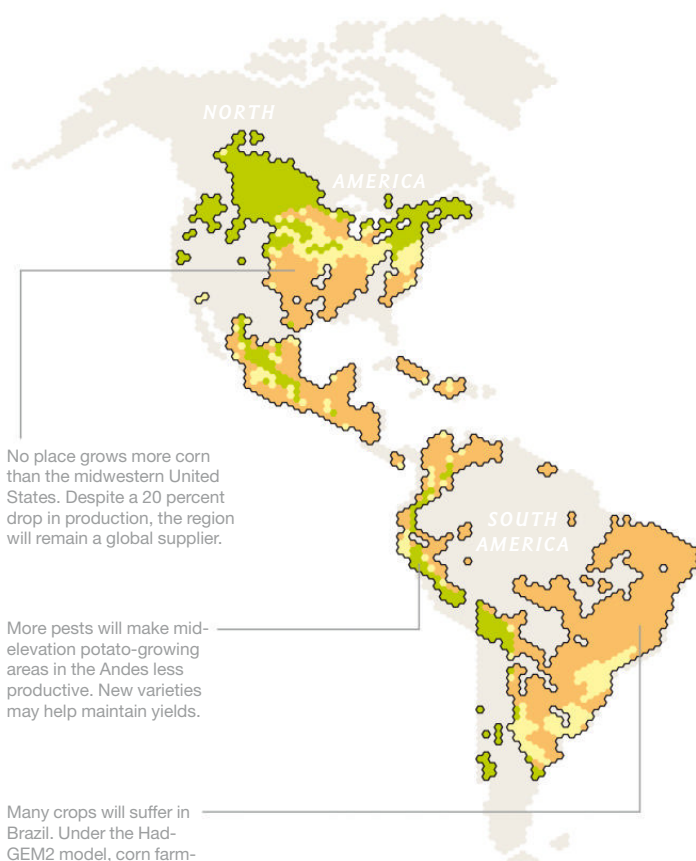 NORTH
AMERICA
No place grows more corn
than the midwestern United
States. Despite a 20 percent
drop in production, the region
will remain a global supplier.
SOUTH
AMERICA
More pests will make mid-
elevation potato-growing
areas in the Andes less
productive. New varieties
may help maintain yields.
Many crops will suffer in
Brazil. Under the Had-
GEM2 model, corn farm-